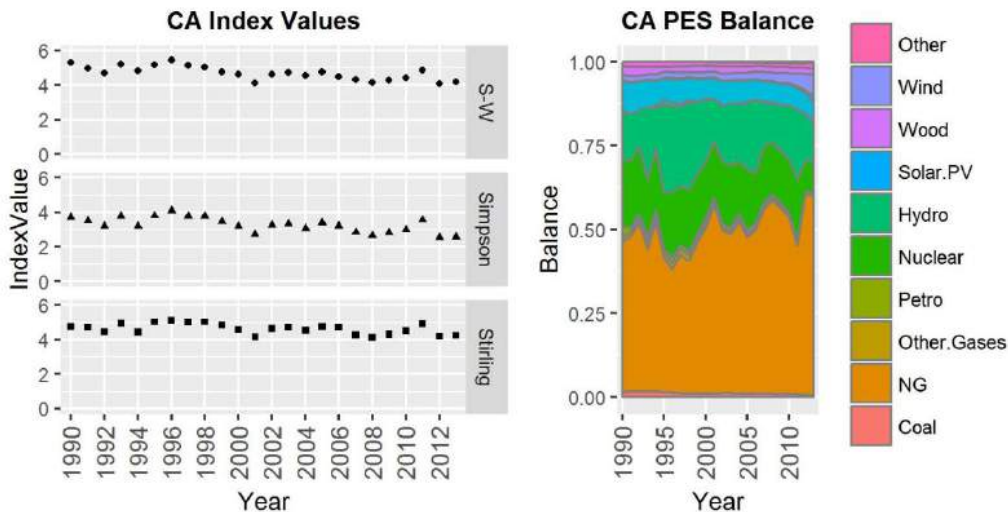 CA Index Values
IndexValue
6
4
2
0
S-W
6
4
2
0
Simpson
6
4
2
0
Stirling
1990
1992
1994
1996
1998
2000
2002
2004
2006
2008
2010
2012
Year
CA PES Balance
Balance
1.00
0.75
0.50
0.25
0.00
1990
1995
2000
2005
2010
Year
Other
Wind
Wood
Solar.PV
Hydro
Nuclear
Petro
Other.Gases
NG
Coal